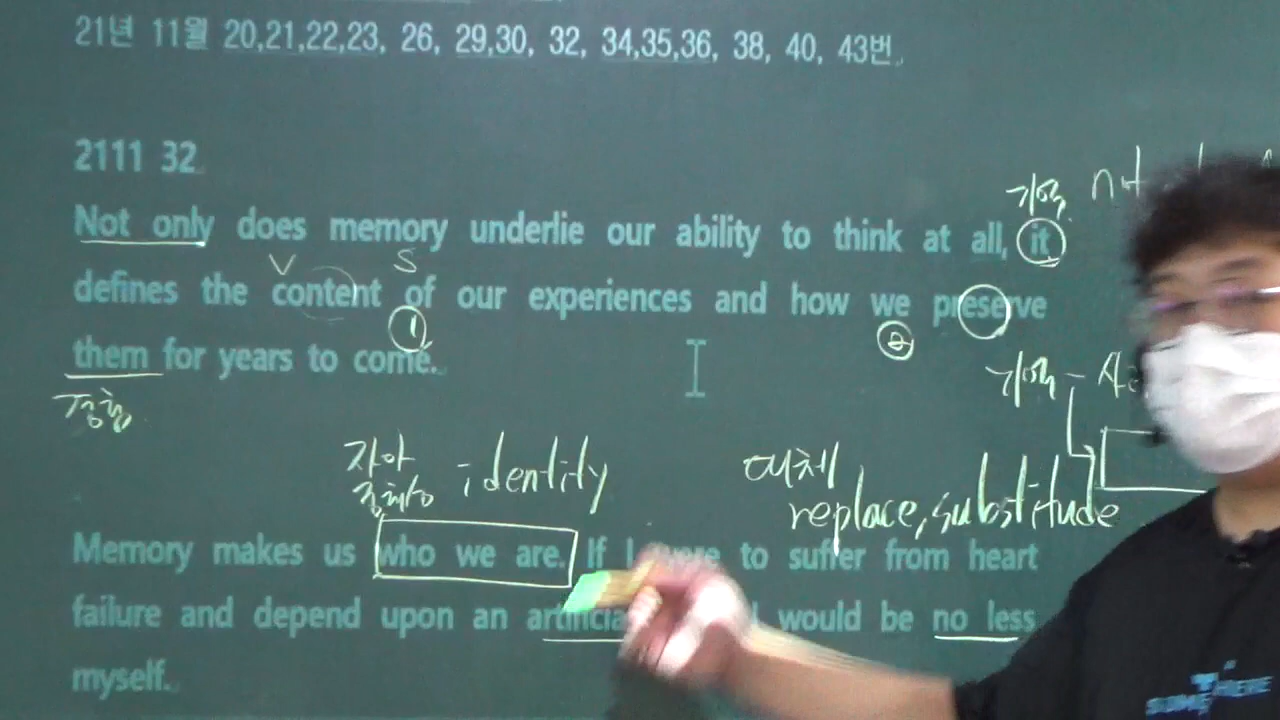 21년 11월 20,21,22,23, 26, 29,30, 32, 34,35,36, 38, 40, 43번.
2111 32.
기억
Not only does memory underlie our ability to think at all, it
V S
defines the content of our experiences and how we preserve
① ②
them for years to come.
기억 -
경험
자아 identity 대체
replace, substitude
Memory makes us who we are. If I were to suffer from heart
failure and depend upon an would be no less
myself.